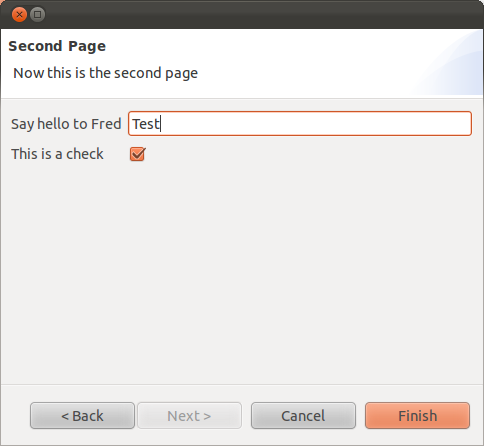 Second Page
Now this is the second page
Say hello to Fred Test
This is a check
< Back Next > Cancel Finish